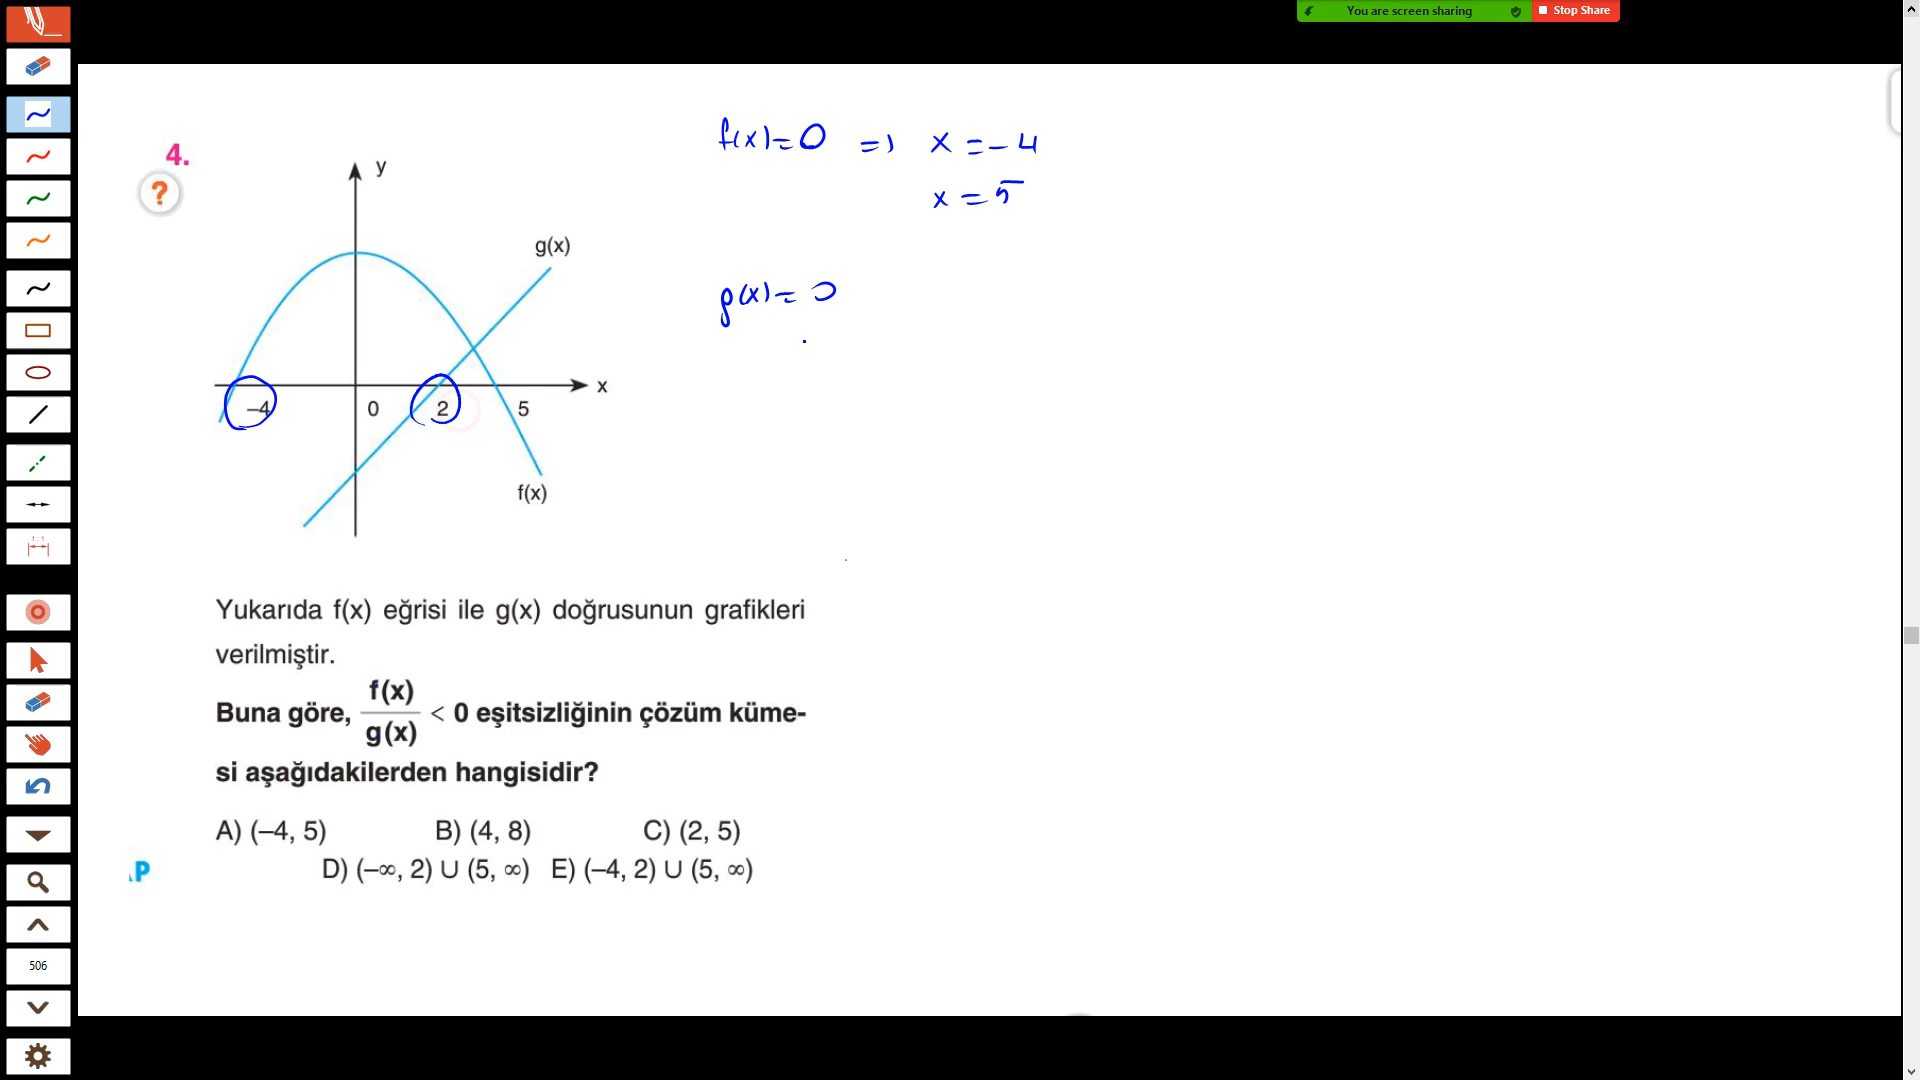 You are screen sharing
Stop Share
4.
?
y
g(x)
x
–4
0
2
5
f(x)
f(x)=0 => x=-4
x=5
g(x)=0
Yukarıda f(x) eğrisi ile g(x) doğrusunun grafikleri
verilmiştir.
Buna göre, f(x)/g(x) < 0 eşitsizliğinin çözüm küme-
si aşağıdakilerden hangisidir?
A) (–4, 5) B) (4, 8) C) (2, 5)
D) (–∞, 2) ∪ (5, ∞) E) (–4, 2) ∪ (5, ∞)
1:1
506